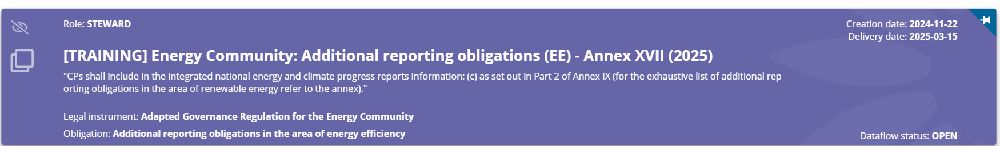 Role: STEWARD
Creation date: 2024-11-22
Delivery date: 2025-03-15
[TRAINING] Energy Community: Additional reporting obligations (EE) - Annex XVII (2025)
"CPs shall include in the integrated national energy and climate progress reports information: (c) as set out in Part 2 of Annex IX (for the exhaustive list of additional rep
orting obligations in the area of renewable energy refer to the annex)."
Legal instrument: Adapted Governance Regulation for the Energy Community
Obligation: Additional reporting obligations in the area of energy efficiency
Dataflow status: OPEN